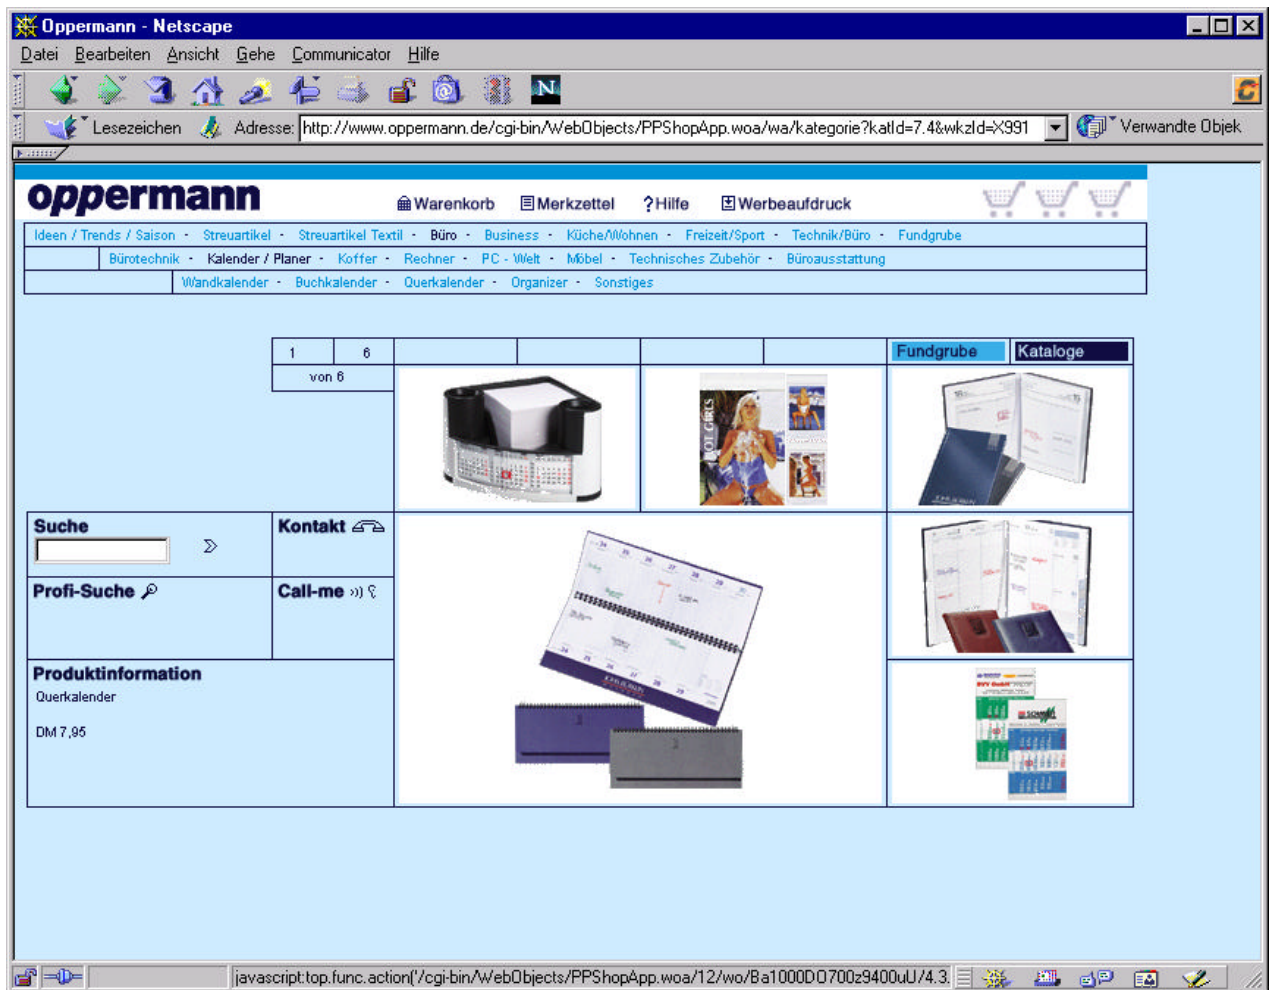 Oppermann - Netscape
Datei Bearbeiten Ansicht Gehe Communicator Hilfe
N
Lesezeichen Adresse: http://www.oppermann.de/cgi-bin/WebObjects/PPShopApp.woa/wa/kategorie?katId=7.4&wkzId=X991 Verwandte Objek
oppermann Warenkorb Merkzettel ?Hilfe Werbeaufdruck
Ideen / Trends / Saison - Streuartikel - Streuartikel Textil - Büro - Business - Küche/Wohnen - Freizeit/Sport - Technik/Büro - Fundgrube
Bürotechnik - Kalender / Planer - Koffer - Rechner - PC - Welt - Möbel - Technisches Zubehör - Büroausstattung
Wandkalender - Buchkalender - Querkalender - Organizer - Sonstiges
1 6 Fundgrube Kataloge
von 6
Suche Kontakt
Profi-Suche Call-me
Produktinformation
Querkalender
DM 7,95
javascript:top.func.action('/cgi-bin/WebObjects/PPShopApp.woa/12/wo/Ba1000DO700z9400uU/4.3.